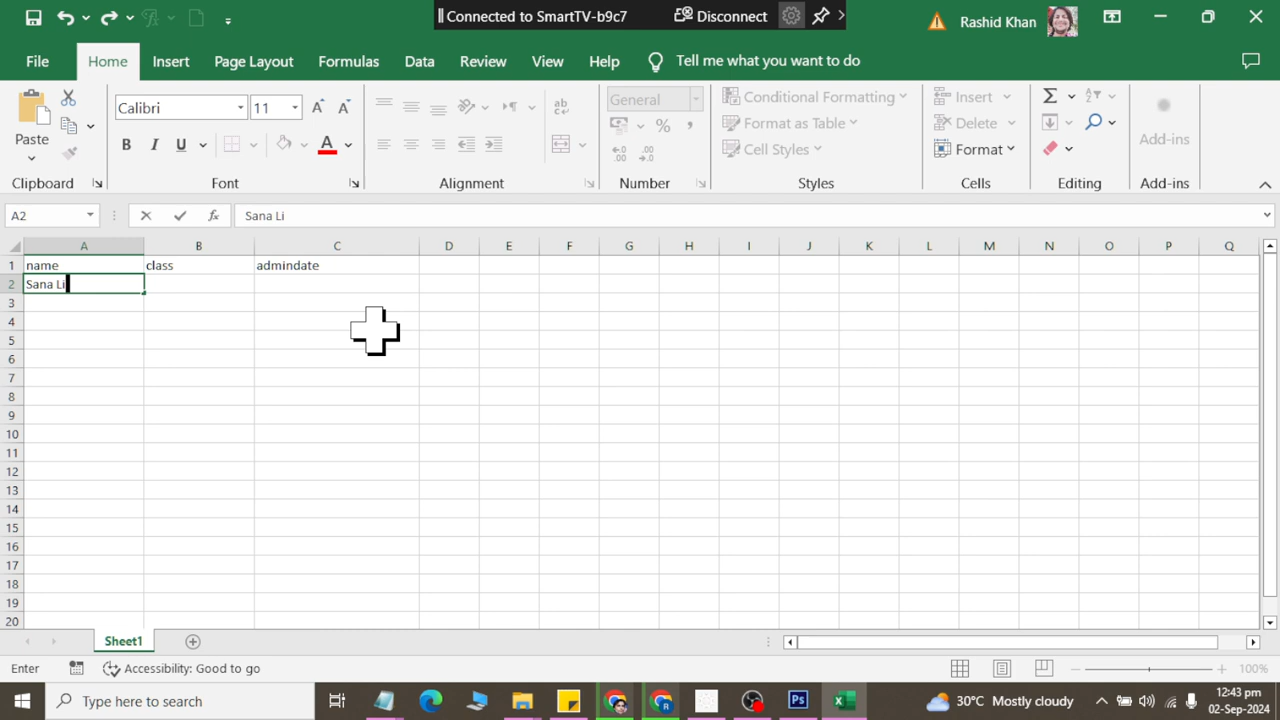 Connected to SmartTV-b9c7 Disconnect
Rashid Khan
File Home Insert Page Layout Formulas Data Review View Help Tell me what you want to do
Paste
Calibri 11
B I U A
General
%
Conditional Formatting
Format as Table
Cell Styles
Insert
Delete
Format
Σ
Add-ins
Clipboard Font Alignment Number Styles Cells Editing Add-ins
A2 fx Sana Li
A B C D E F G H I J K L M N O P Q
1 name class admindate
2 Sana Li
3
4
5
6
7
8
9
10
11
12
13
14
15
16
17
18
19
20
Sheet1
Enter Accessibility: Good to go 100%
Type here to search 30°C Mostly cloudy 12:43 pm
02-Sep-2024